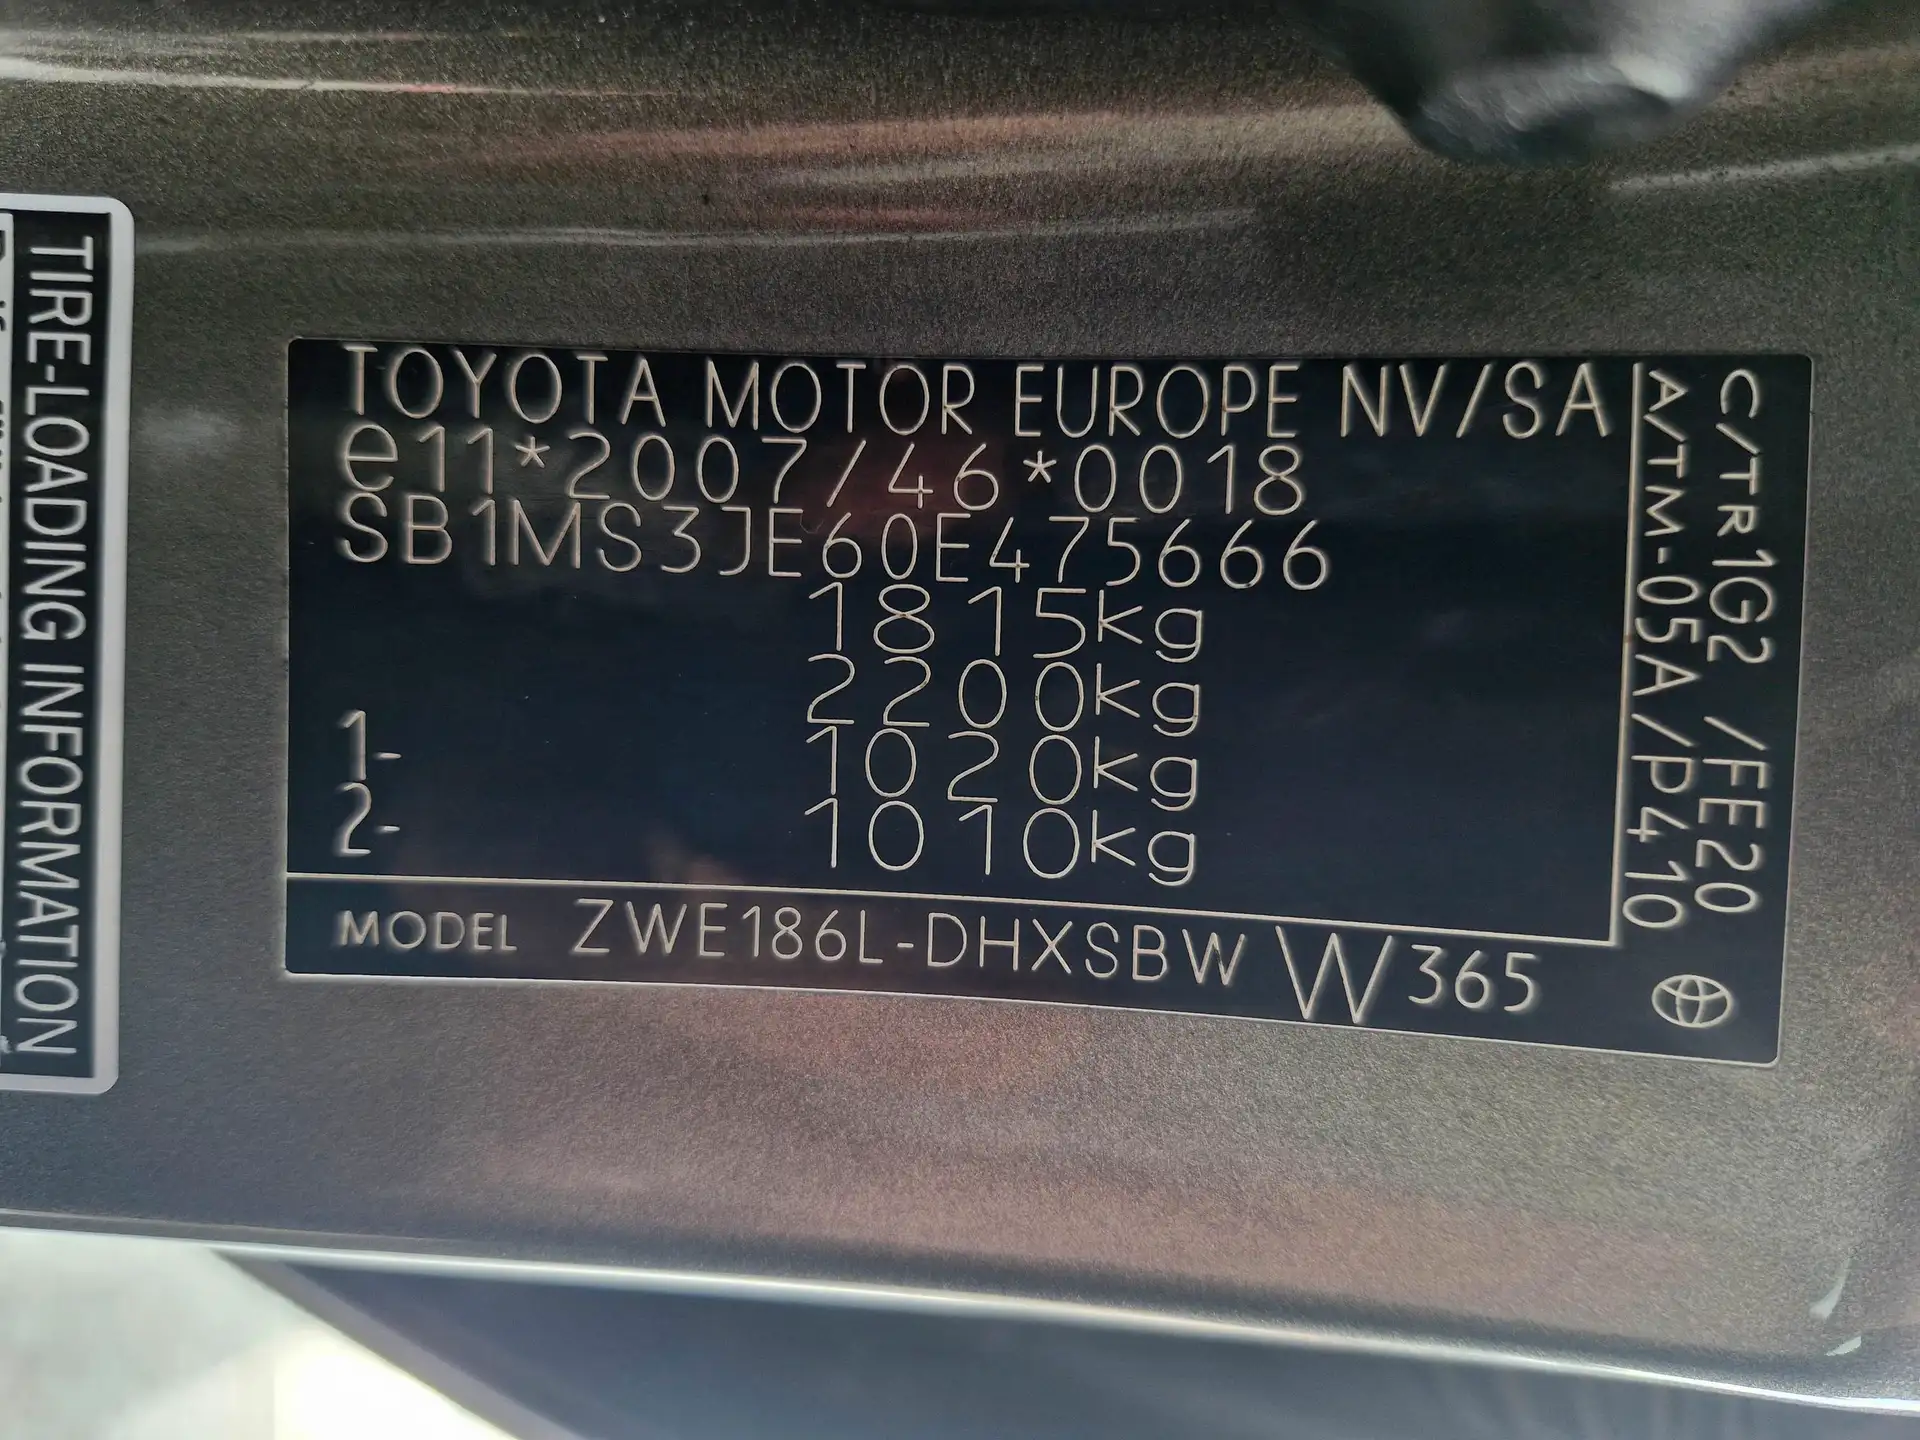 TIRE-LOADING INFORMATION
TOYOTA MOTOR EUROPE NV/SA
e11*2007/46*0018
SB1MS3JE60E475666
1815kg
2200kg
1- 1020kg
2- 1010kg
MODEL ZWE186L-DHXSBW W365
C/TR1G2 /FE20
A/TM-05A/P410